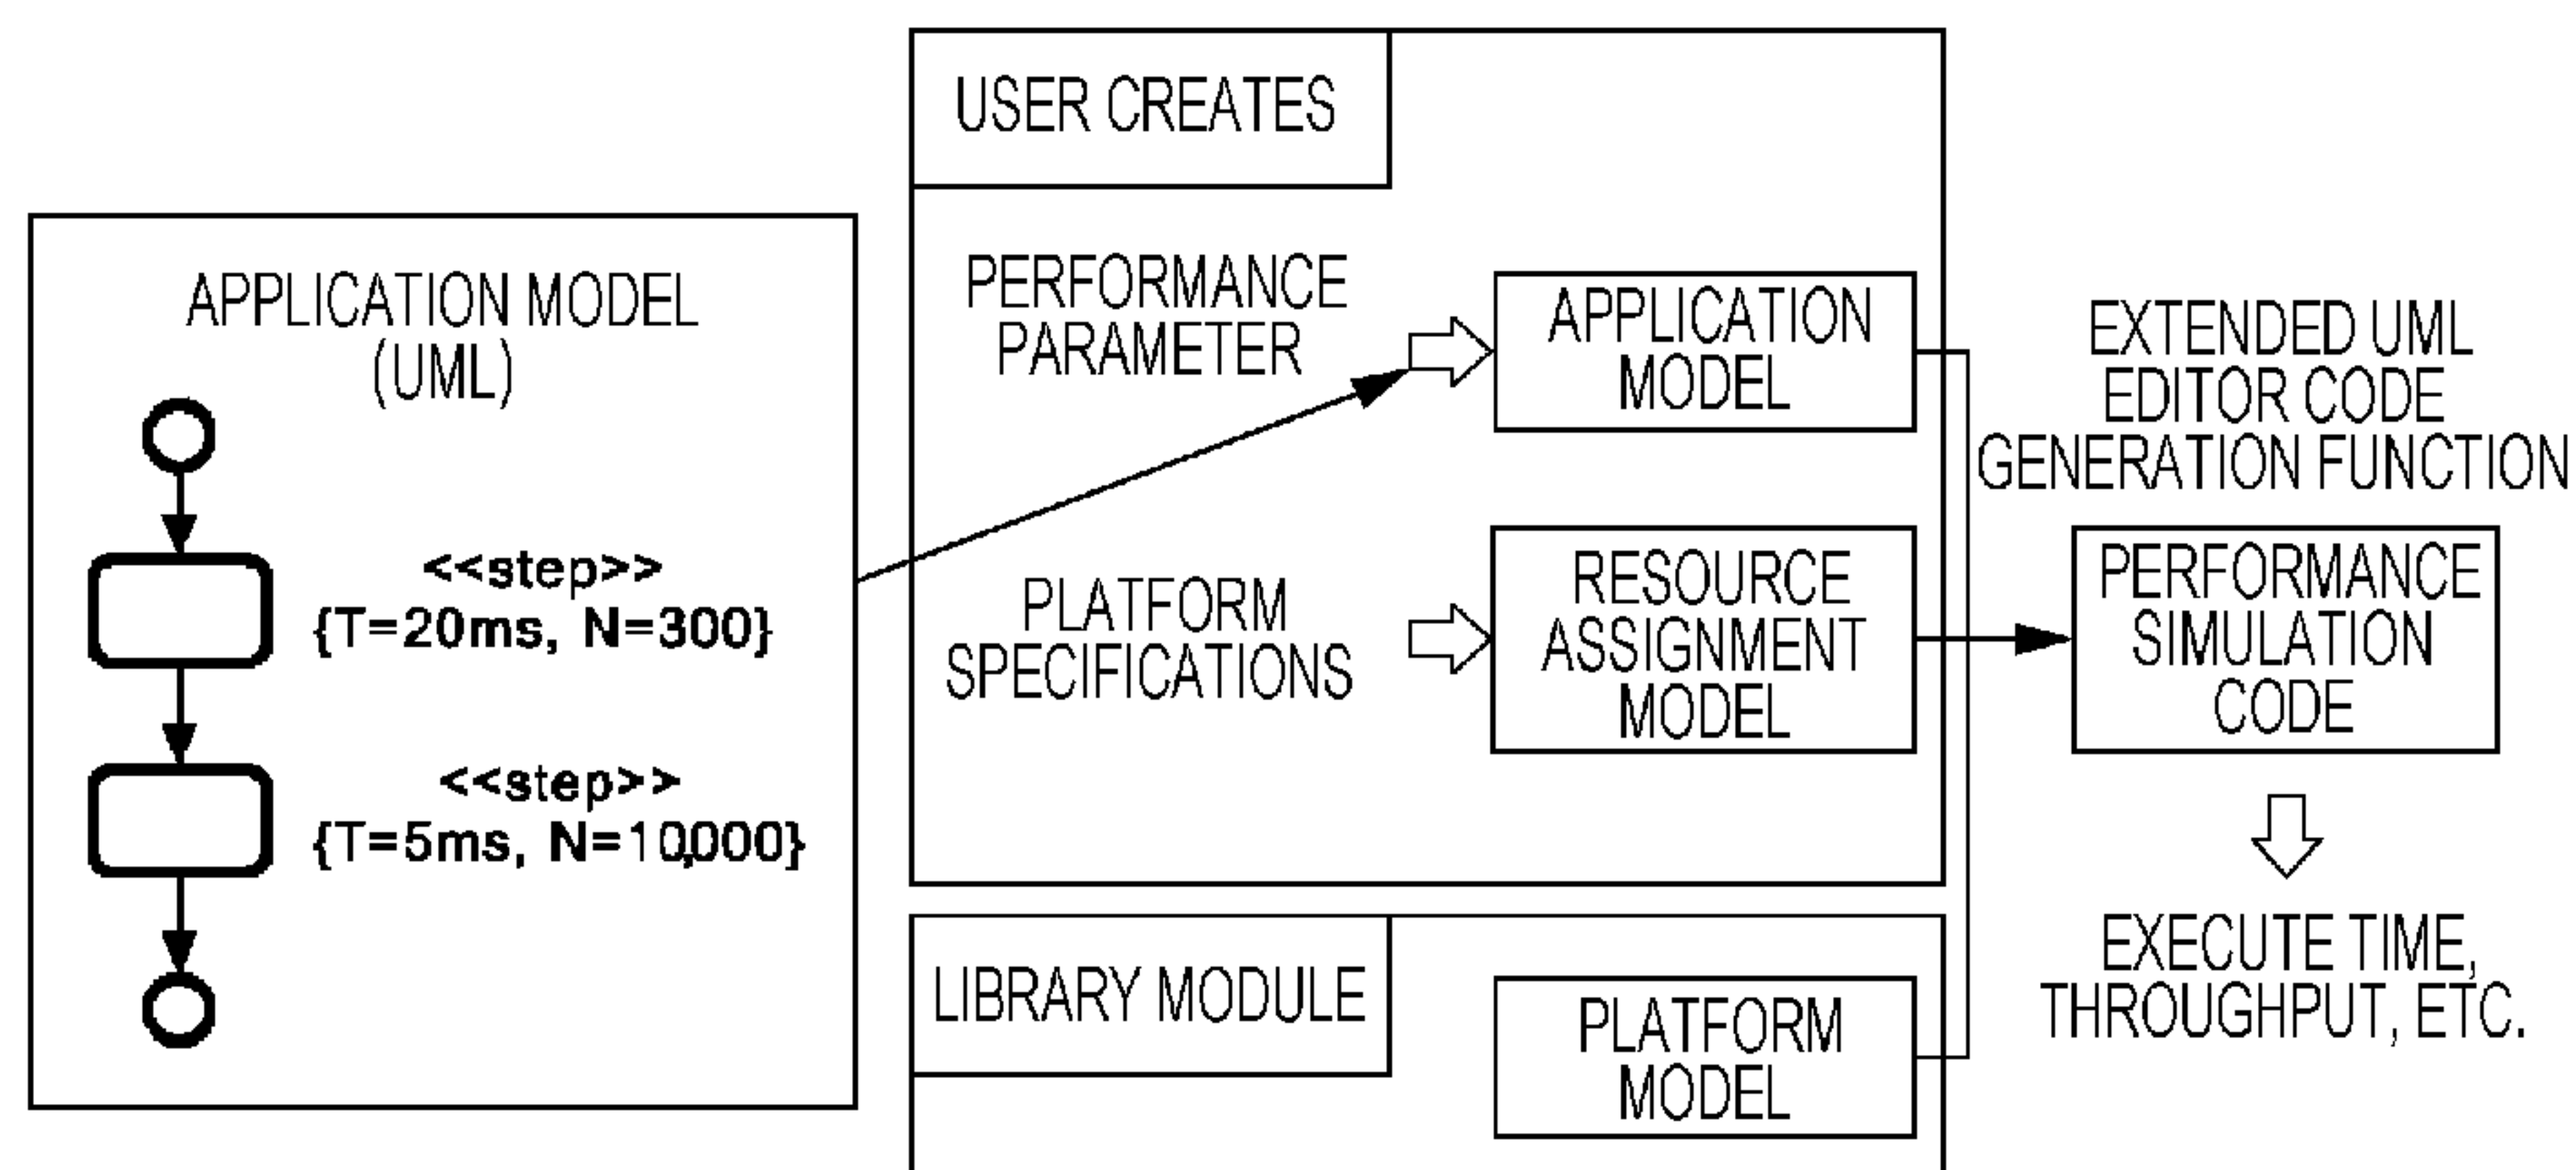 USER CREATES
APPLICATION MODEL
(UML)
<<step>>
{T=20ms, N=300}
<<step>>
{T=5ms, N=10,000}
PERFORMANCE
PARAMETER
APPLICATION
MODEL
PLATFORM
SPECIFICATIONS
RESOURCE
ASSIGNMENT
MODEL
EXTENDED UML
EDITOR CODE
GENERATION FUNCTION
PERFORMANCE
SIMULATION
CODE
EXECUTE TIME,
THROUGHPUT, ETC.
LIBRARY MODULE
PLATFORM
MODEL